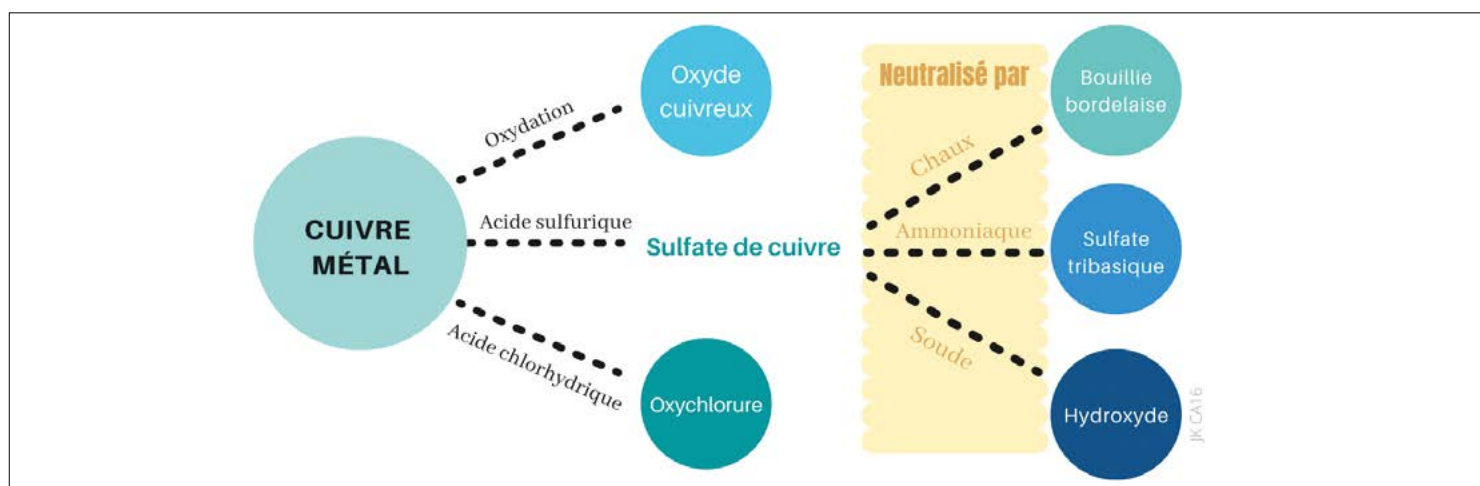 CUIVRE
MÉTAL
Oxydation
Oxyde
cuivreux
Acide sulfurique
Sulfate de cuivre
Acide chlorhydrique
Oxychlorure
Neutralisé par
Chaux
Bouillie
bordelaise
Ammoniaque
Sulfate
tribasique
Soude
Hydroxyde
JK CA16